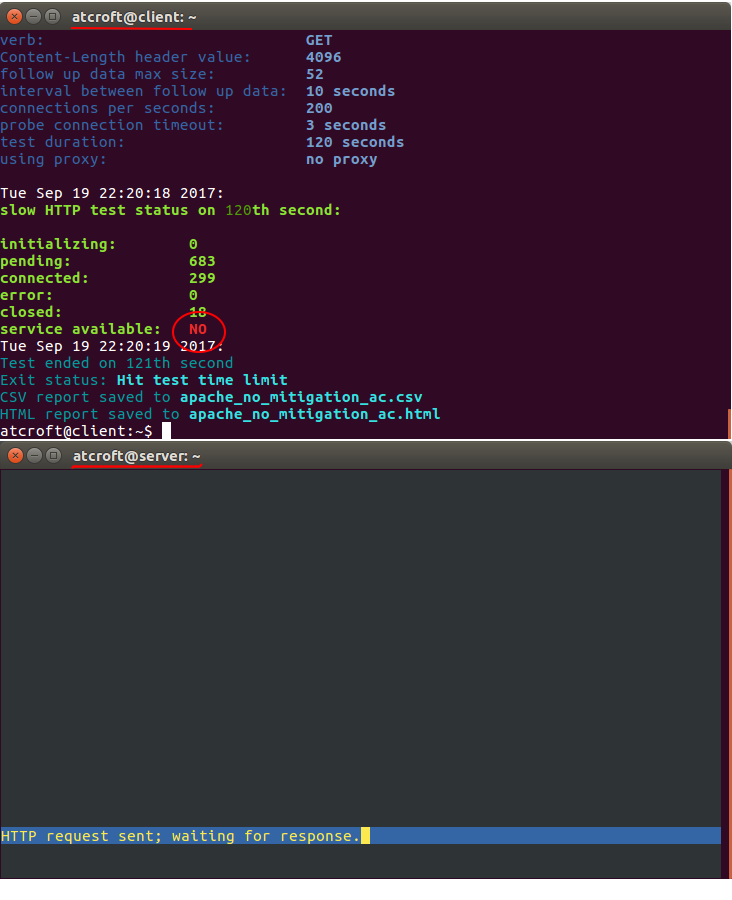 atcroft@client: ~
verb: GET
Content-Length header value: 4096
follow up data max size: 52
interval between follow up data: 10 seconds
connections per seconds: 200
probe connection timeout: 3 seconds
test duration: 120 seconds
using proxy: no proxy
Tue Sep 19 22:20:18 2017:
slow HTTP test status on 120th second:
initializing: 0
pending: 683
connected: 299
error: 0
closed: 18
service available: NO
Tue Sep 19 22:20:19 2017:
Test ended on 121th second
Exit status: Hit test time limit
CSV report saved to apache_no_mitigation_ac.csv
HTML report saved to apache_no_mitigation_ac.html
atcroft@client:~$
atcroft@server: ~
HTTP request sent; waiting for response.